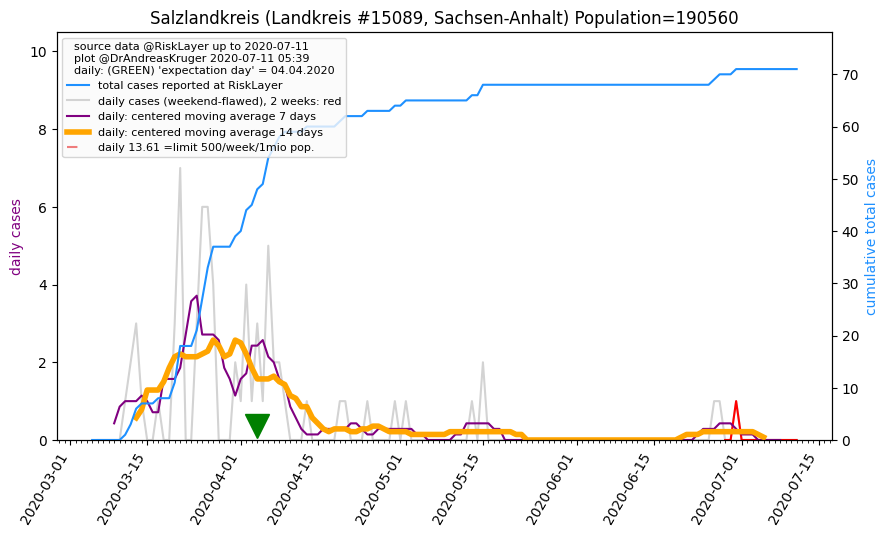 Salzlandkreis (Landkreis #15089, Sachsen-Anhalt) Population=190560
source data @RiskLayer up to 2020-07-11
plot @DrAndreasKruger 2020-07-11 05:39
daily: (GREEN) 'expectation day' = 04.04.2020
total cases reported at RiskLayer
daily cases (weekend-flawed), 2 weeks: red
daily: centered moving average 7 days
daily: centered moving average 14 days
daily 13.61 =limit 500/week/1mio pop.
daily cases
10
8
6
4
2
0
cumulative total cases
70
60
50
40
30
20
10
0
2020-03-01
2020-03-15
2020-04-01
2020-04-15
2020-05-01
2020-05-15
2020-06-01
2020-06-15
2020-07-01
2020-07-15